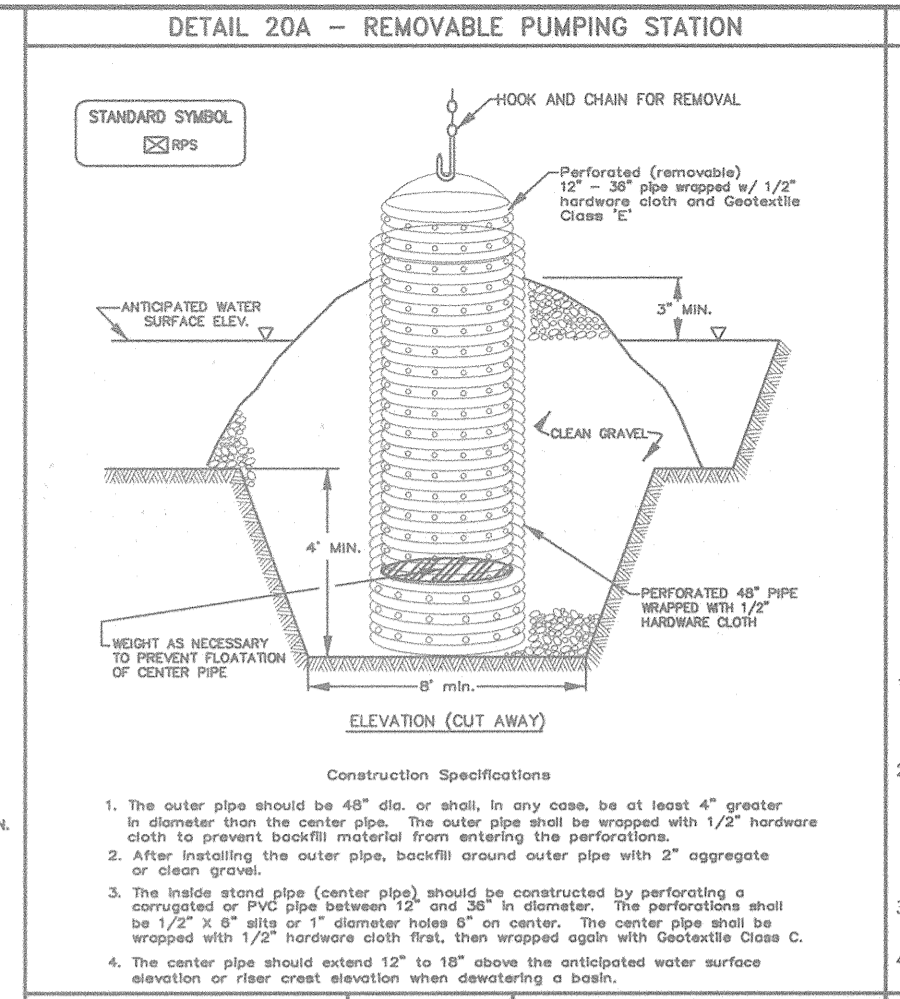 DETAIL 20A – REMOVABLE PUMPING STATION
STANDARD SYMBOL
RPS
HOOK AND CHAIN FOR REMOVAL
Perforated (removable)
12" – 36" pipe wrapped w/ 1/2"
hardware cloth and Geotextile
Class 'E'
ANTICIPATED WATER
SURFACE ELEV.
3" MIN.
CLEAN GRAVEL
4' MIN.
PERFORATED 48" PIPE
WRAPPED WITH 1/2"
HARDWARE CLOTH
WEIGHT AS NECESSARY
TO PREVENT FLOATATION
OF CENTER PIPE
8' min.
ELEVATION (CUT AWAY)
Construction Specifications
1. The outer pipe should be 48" dia. or shall, in any case, be at least 4" greater
in diameter than the center pipe. The outer pipe shall be wrapped with 1/2" hardware
cloth to prevent backfill material from entering the perforations.
2. After installing the outer pipe, backfill around outer pipe with 2" aggregate
or clean gravel.
3. The inside stand pipe (center pipe) should be constructed by perforating a
corrugated or PVC pipe between 12" and 36" in diameter. The perforations shall
be 1/2" X 6" slits or 1" diameter holes 6" on center. The center pipe shall be
wrapped with 1/2" hardware cloth first, then wrapped again with Geotextile Class C.
4. The center pipe should extend 12" to 18" above the anticipated water surface
elevation or riser crest elevation when dewatering a basin.
N.